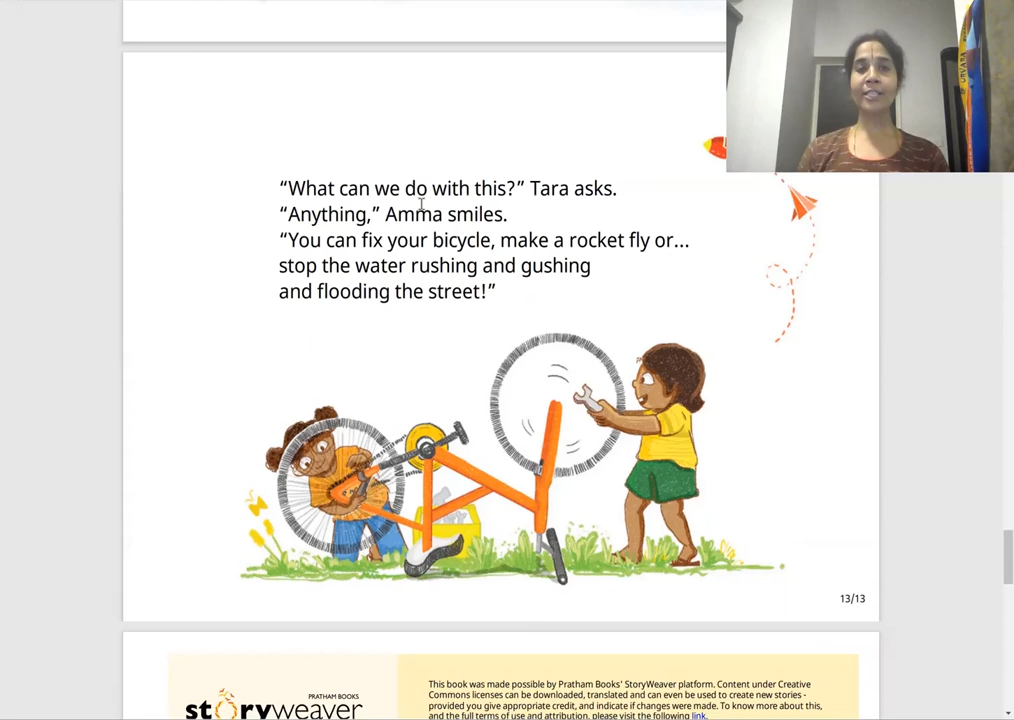 “What can we do with this?” Tara asks.
“Anything,” Amma smiles.
“You can fix your bicycle, make a rocket fly or...
stop the water rushing and gushing
and flooding the street!”
13/13
PRATHAM BOOKS
storyweaver
This book was made possible by Pratham Books' StoryWeaver platform. Content under Creative
Commons licenses can be downloaded, translated and can even be used to create new stories -
provided you give appropriate credit, and indicate if changes were made. To know more about this,
and the full terms of use and attribution, please visit the following link.